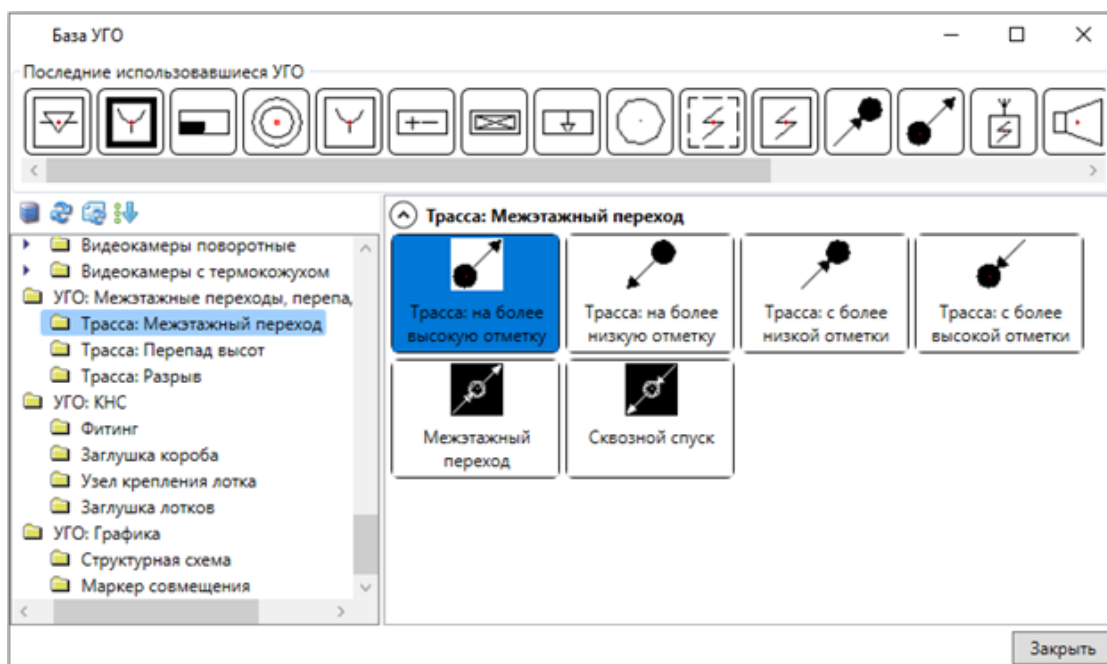 База УГО
Последние использовавшиеся УГО
Видеокамеры поворотные
Видеокамеры с термокожухом
УГО: Межэтажные переходы, перепа
Трасса: Межэтажный переход
Трасса: Перепад высот
Трасса: Разрыв
УГО: КНС
Фитинг
Заглушка короба
Узел крепления лотка
Заглушка лотков
УГО: Графика
Структурная схема
Маркер совмещения
Трасса: Межэтажный переход
Трасса: на более
высокую отметку
Трасса: на более
низкую отметку
Трасса: с более
низкой отметки
Трасса: с более
высокой отметки
Межэтажный
переход
Сквозной спуск
Закрыть